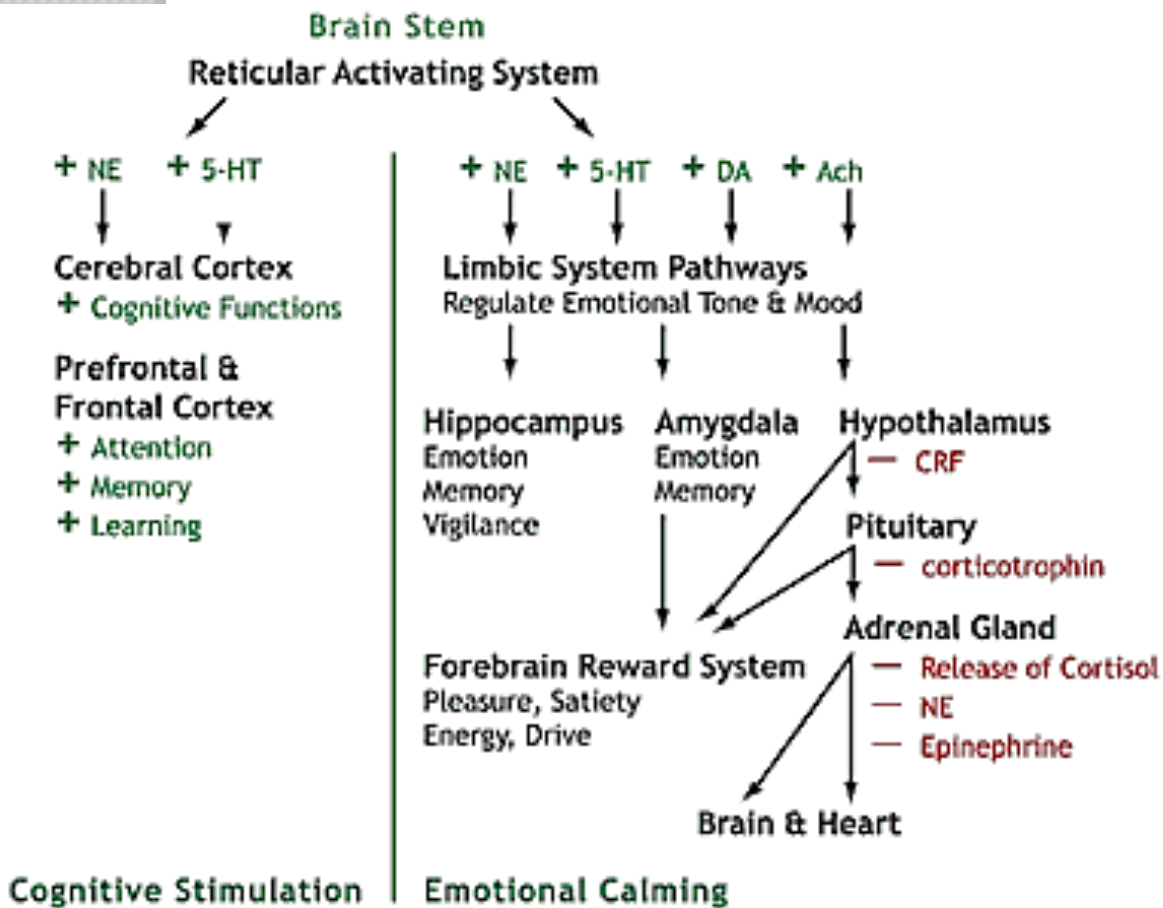 Brain Stem
Reticular Activating System
+ NE + 5-HT
Cerebral Cortex
+ Cognitive Functions
Prefrontal &
Frontal Cortex
+ Attention
+ Memory
+ Learning
Cognitive Stimulation
+ NE + 5-HT + DA + Ach
Limbic System Pathways
Regulate Emotional Tone & Mood
Hippocampus
Emotion
Memory
Vigilance
Amygdala
Emotion
Memory
Hypothalamus
— CRF
Pituitary
— corticotrophin
Adrenal Gland
— Release of Cortisol
— NE
— Epinephrine
Forebrain Reward System
Pleasure, Satiety
Energy, Drive
Brain & Heart
Emotional Calming